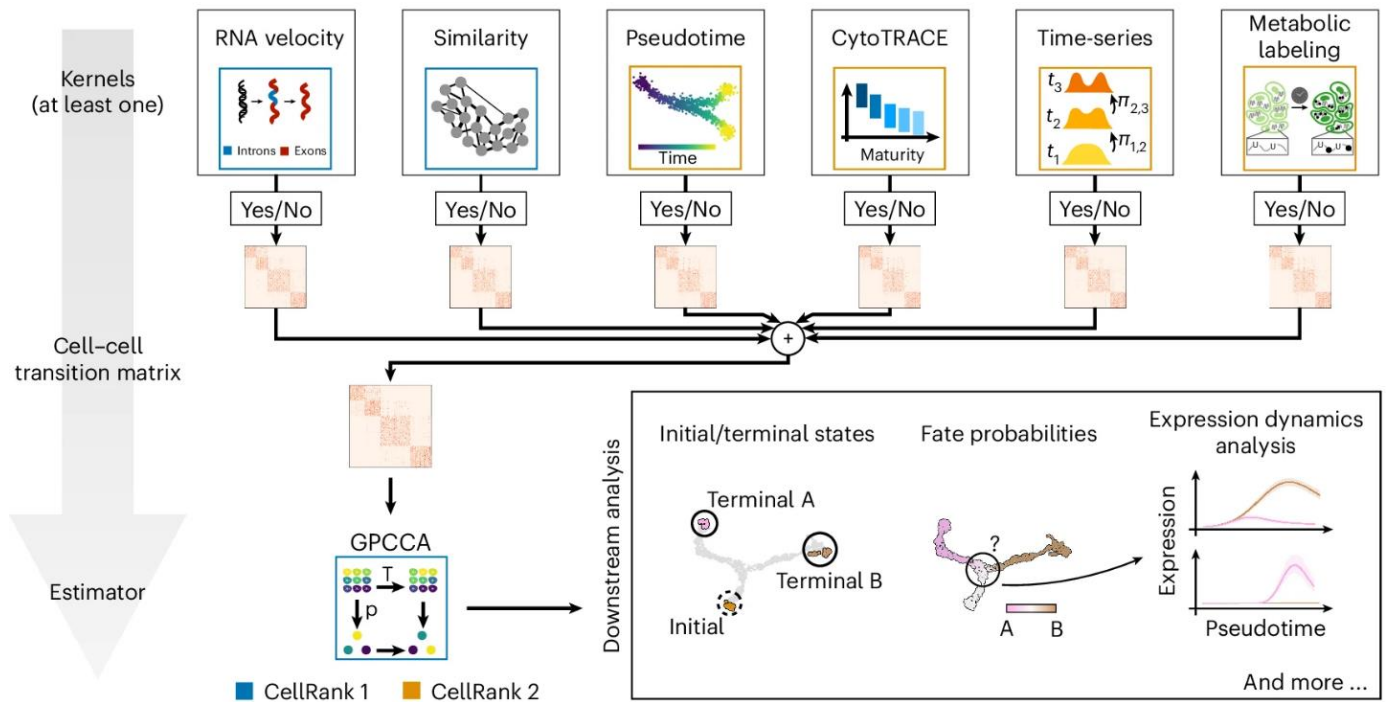 Kernels
(at least one)
RNA velocity
Introns
Exons
Similarity
Pseudotime
Time
CytoTRACE
Maturity
Time-series
t3
t2
t1
π2,3
π1,2
Metabolic
labeling
U
U
U
U
Yes/No
Yes/No
Yes/No
Yes/No
Yes/No
Yes/No
+
Cell–cell
transition matrix
GPCCA
T
p
Estimator
CellRank 1
CellRank 2
Downstream analysis
Initial/terminal states
Terminal A
Terminal B
Initial
Fate probabilities
?
A
B
Expression dynamics
analysis
Expression
Pseudotime
And more ...